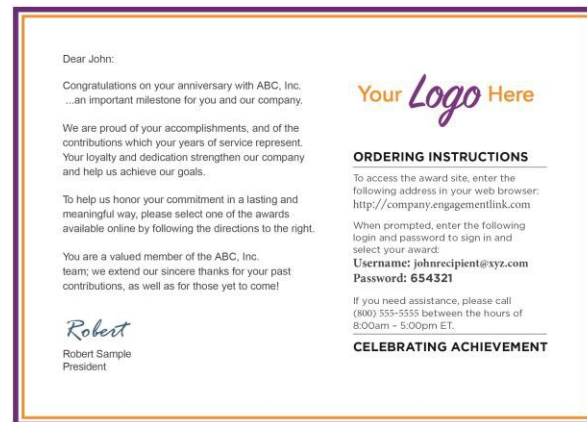 Dear John:
Congratulations on your anniversary with ABC, Inc.
...an important milestone for you and our company.
We are proud of your accomplishments, and of the
contributions which your years of service represent.
Your loyalty and dedication strengthen our company
and help us achieve our goals.
To help us honor your commitment in a lasting and
meaningful way, please select one of the awards
available online by following the directions to the right.
You are a valued member of the ABC, Inc.
team; we extend our sincere thanks for your past
contributions, as well as for those yet to come!
Robert
Robert Sample
President
Your Logo Here
ORDERING INSTRUCTIONS
To access the award site, enter the
following address in your web browser:
http://company.engagementlink.com
When prompted, enter the following
login and password to sign in and
select your award:
Username: johnrecipient@xyz.com
Password: 654321
If you need assistance, please call
(800) 555-5555 between the hours of
8:00am – 5:00pm ET.
CELEBRATING ACHIEVEMENT